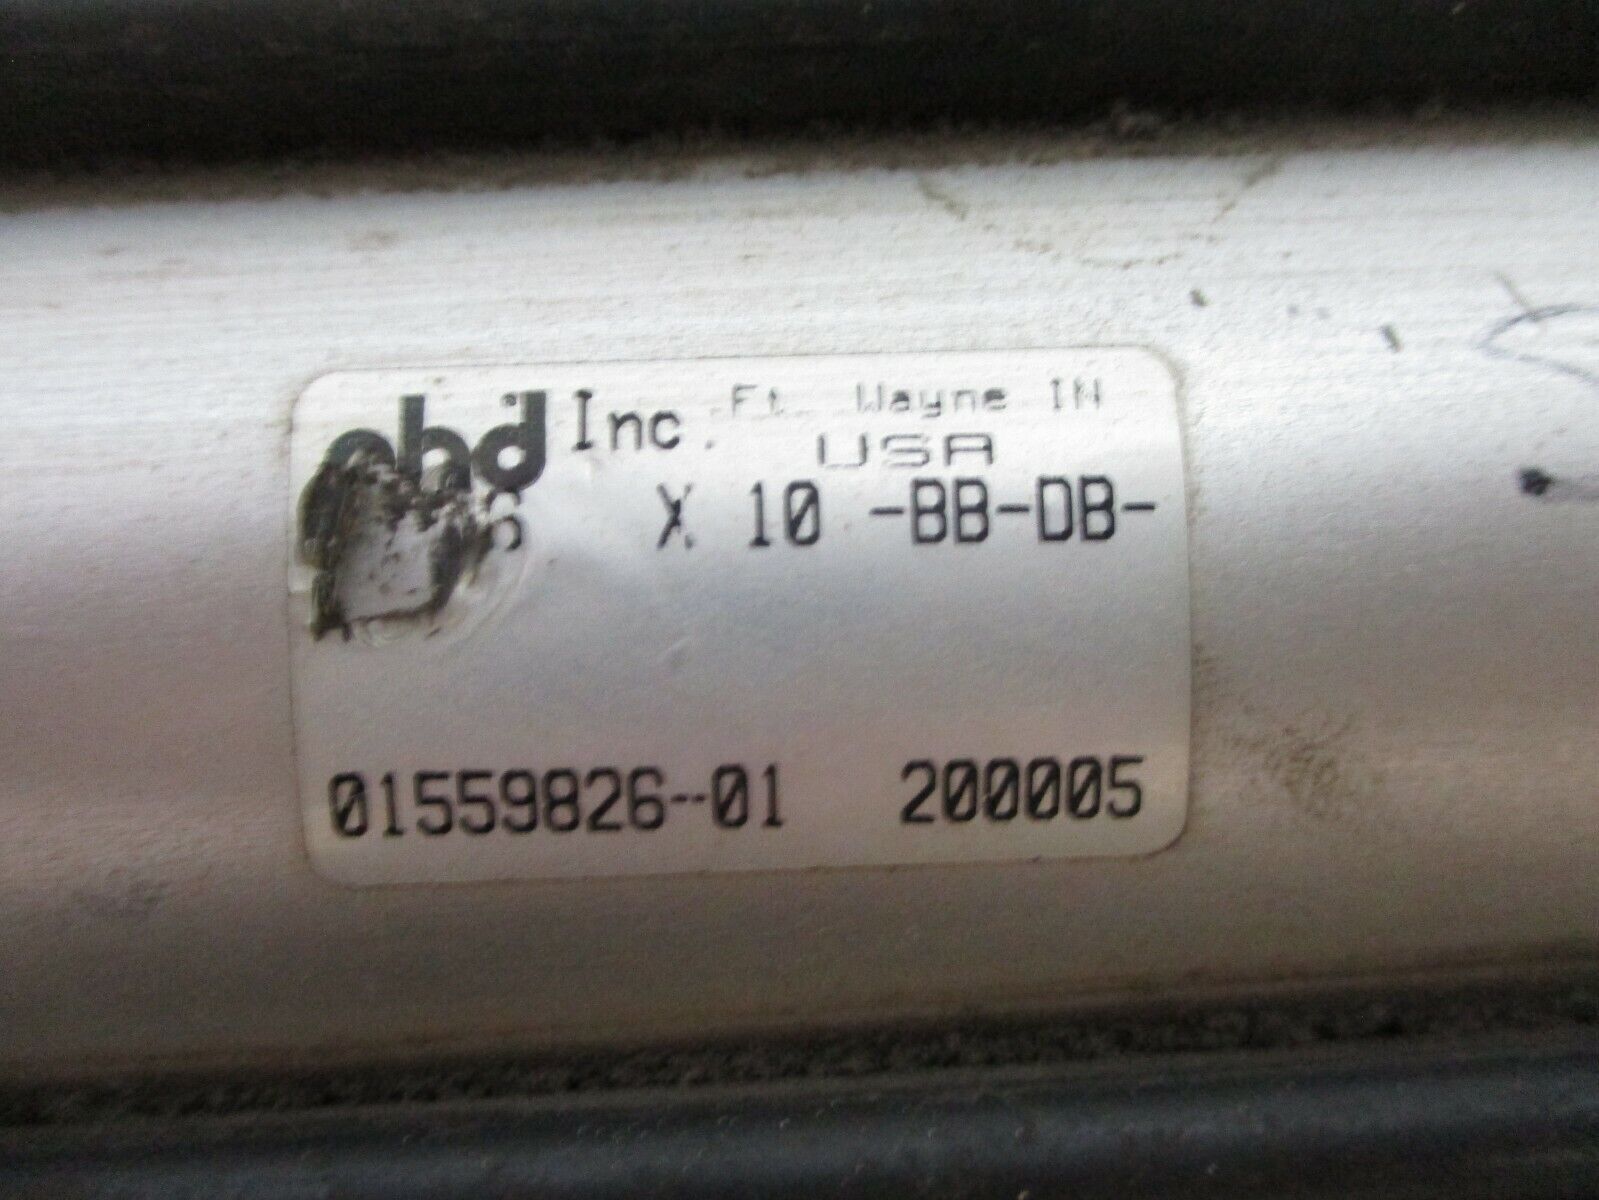 phd Inc. Ft. Wayne IN
USA
X 10 -BB-DB-
01559826-01 200005